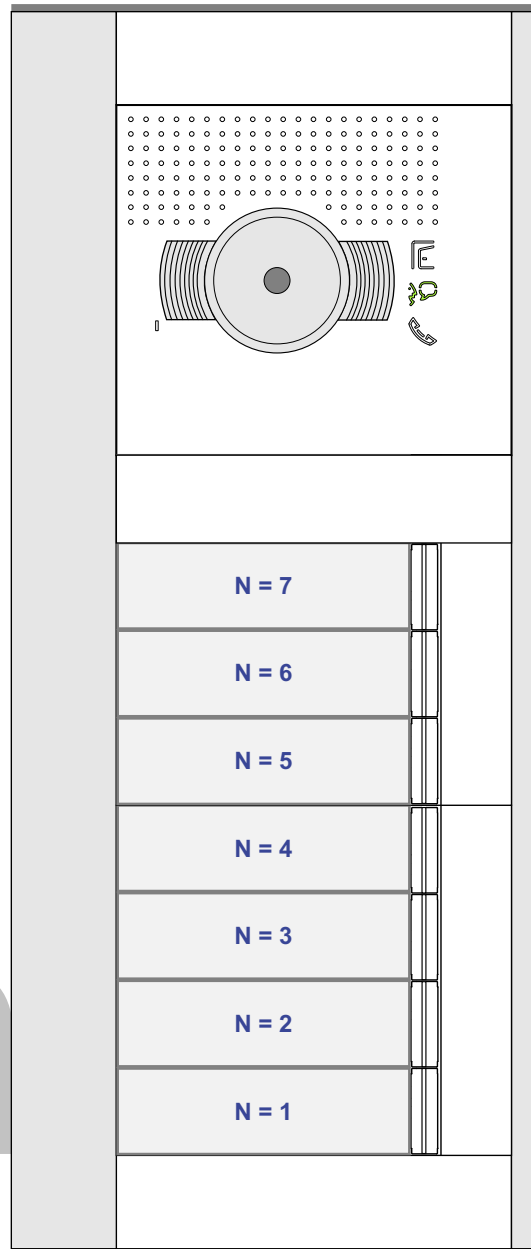 N = 7
N = 6
N = 5
N = 4
N = 3
N = 2
N = 1